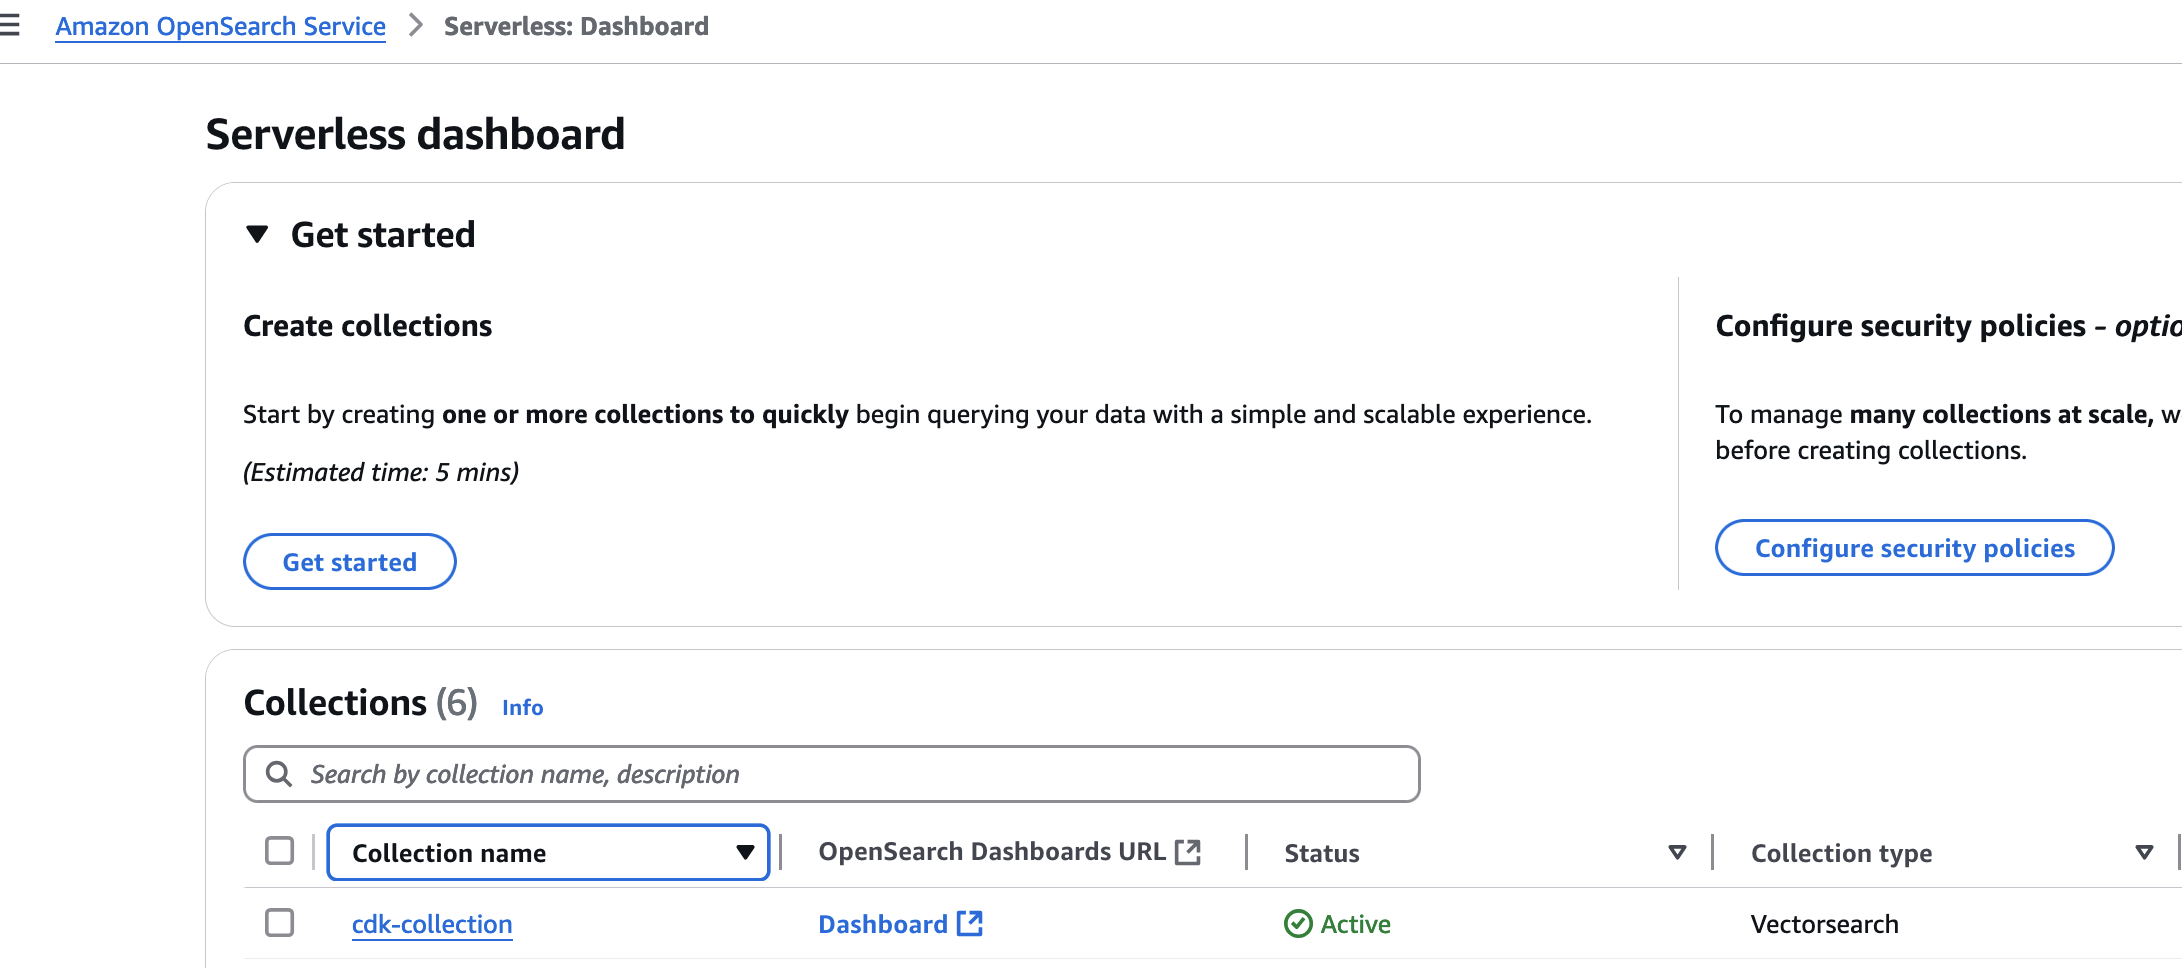 Amazon OpenSearch Service > Serverless: Dashboard
Serverless dashboard
Get started
Create collections
Start by creating one or more collections to quickly begin querying your data with a simple and scalable experience.
(Estimated time: 5 mins)
Get started
Configure security policies -
To manage many collections at scale,
before creating collections.
Configure security policies
Collections (6) Info
Search by collection name, description
Collection name OpenSearch Dashboards URL Status Collection type
cdk-collection Dashboard Active Vectorsearch